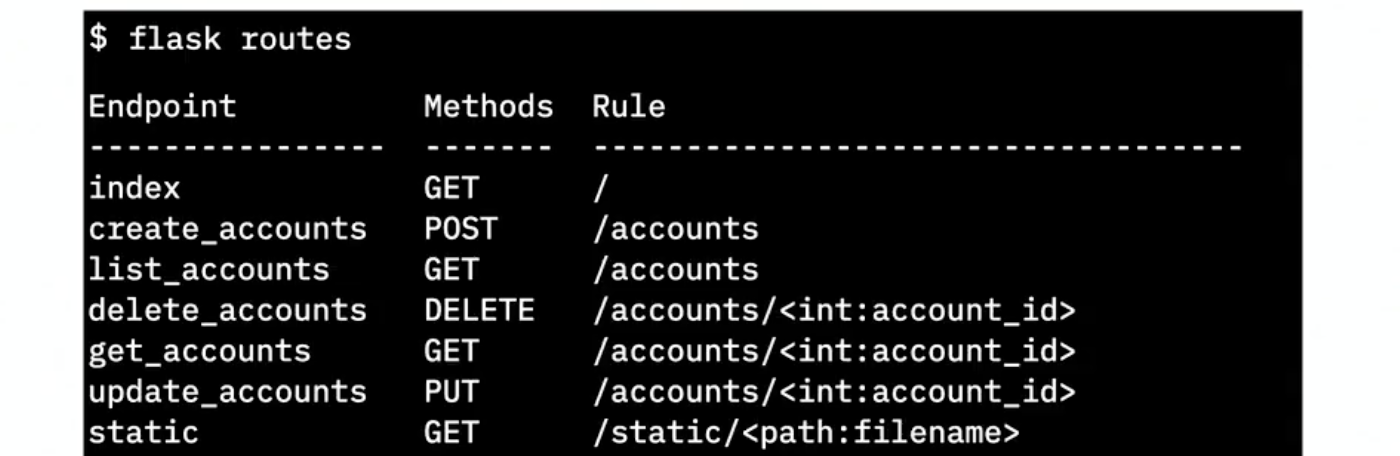 $ flask routes
Endpoint          Methods  Rule
----------------  -------  -----------------------------------
index             GET      /
create_accounts   POST     /accounts
list_accounts     GET      /accounts
delete_accounts   DELETE   /accounts/<int:account_id>
get_accounts      GET      /accounts/<int:account_id>
update_accounts   PUT      /accounts/<int:account_id>
static            GET      /static/<path:filename>